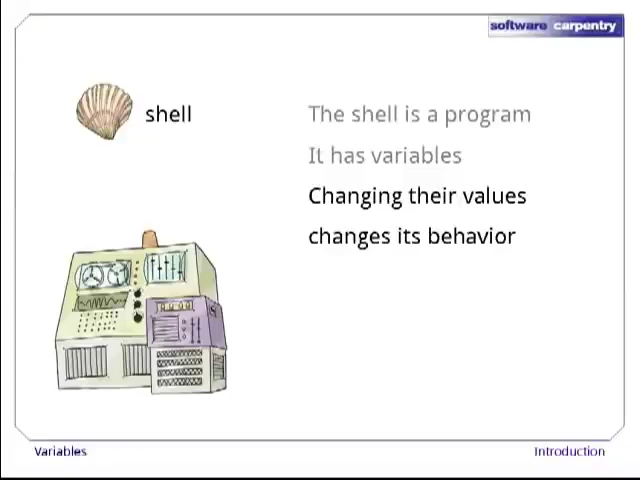 software carpentry
shell
The shell is a program
It has variables
Changing their values
changes its behavior
Variables
Introduction